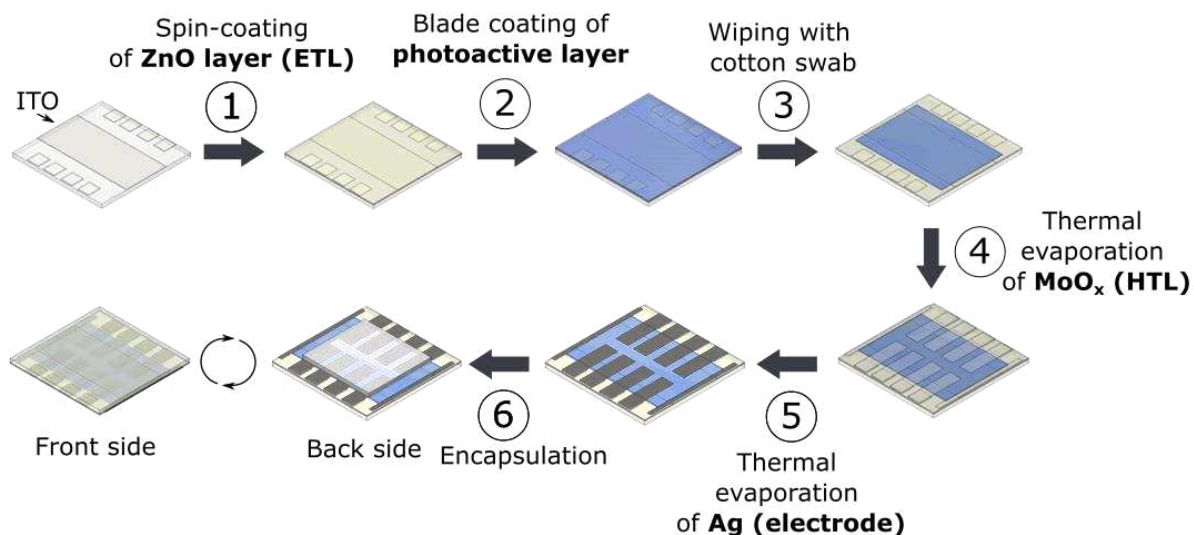 Spin-coating
of ZnO layer (ETL)
1
Blade coating of
photoactive layer
2
Wiping with
cotton swab
3
ITO
Thermal
evaporation
of MoOₓ (HTL)
4
Front side
Back side
6
Encapsulation
5
Thermal
evaporation
of Ag (electrode)